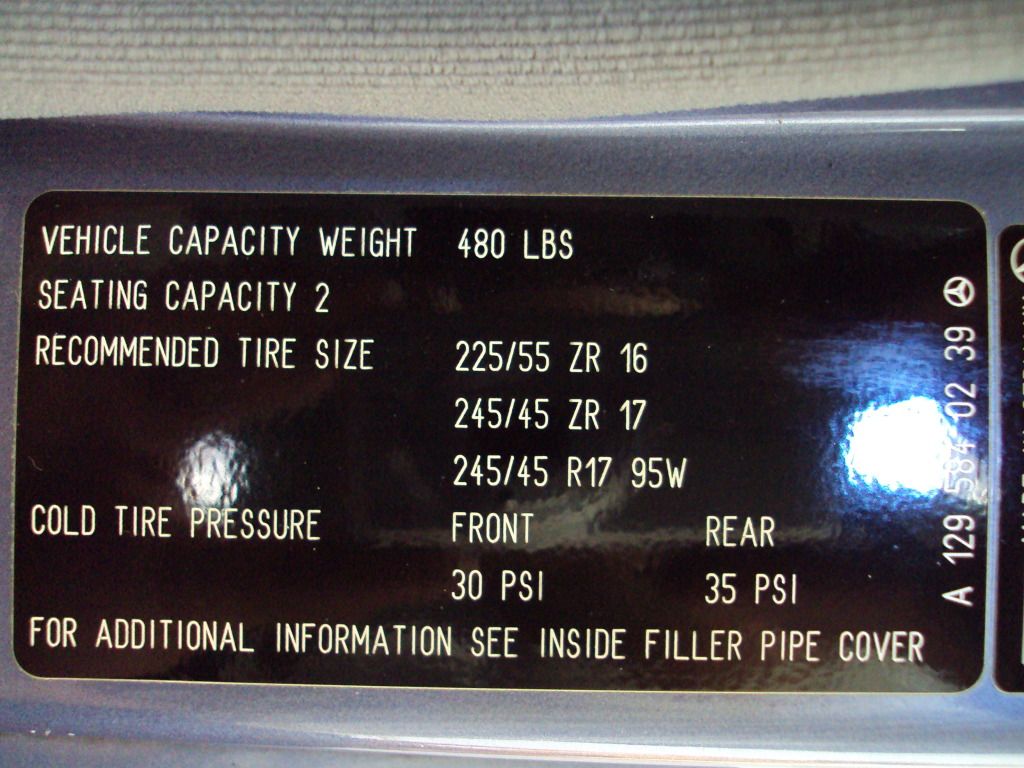 VEHICLE CAPACITY WEIGHT 480 LBS
SEATING CAPACITY 2
RECOMMENDED TIRE SIZE 225/55 ZR 16
245/45 ZR 17
245/45 R17 95W
COLD TIRE PRESSURE FRONT REAR
30 PSI 35 PSI
FOR ADDITIONAL INFORMATION SEE INSIDE FILLER PIPE COVER
A 129 584 02 39